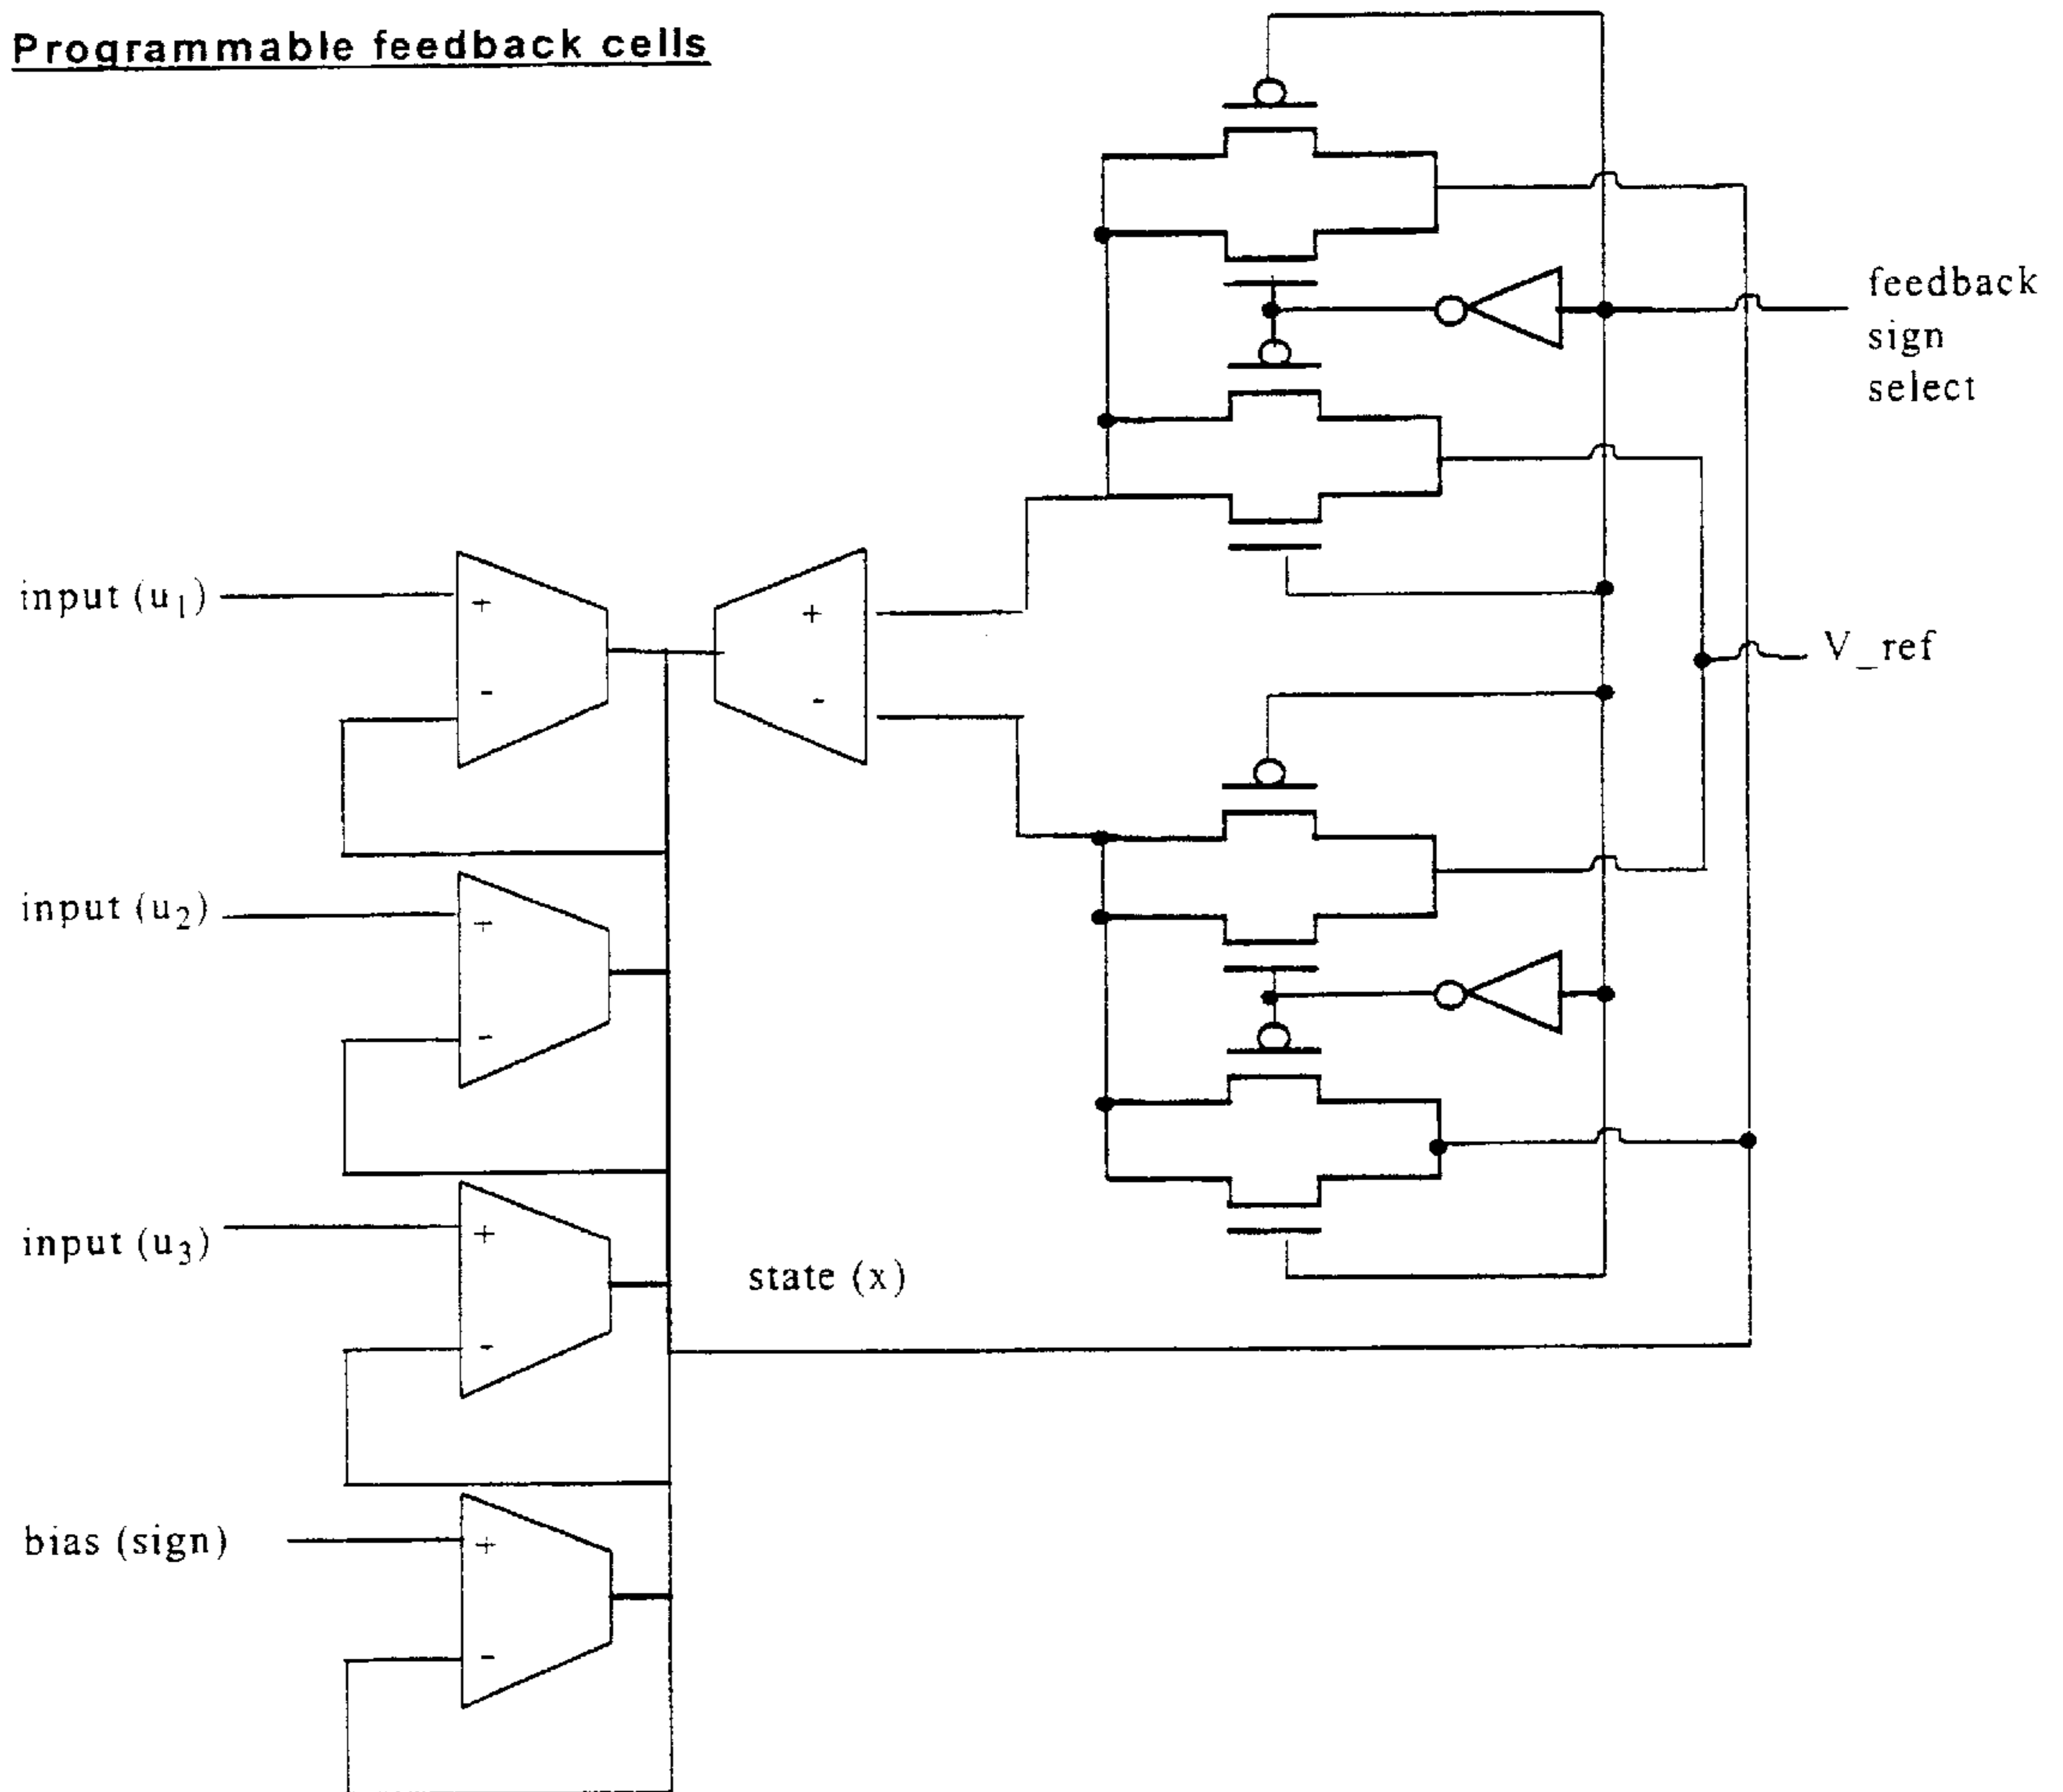 Programmable feedback cells
feedback
sign
select
input (u₁)
+
-
+
-
V_ref
input (u₂)
+
-
input (u₃)
+
-
state (x)
bias (sign)
+
-